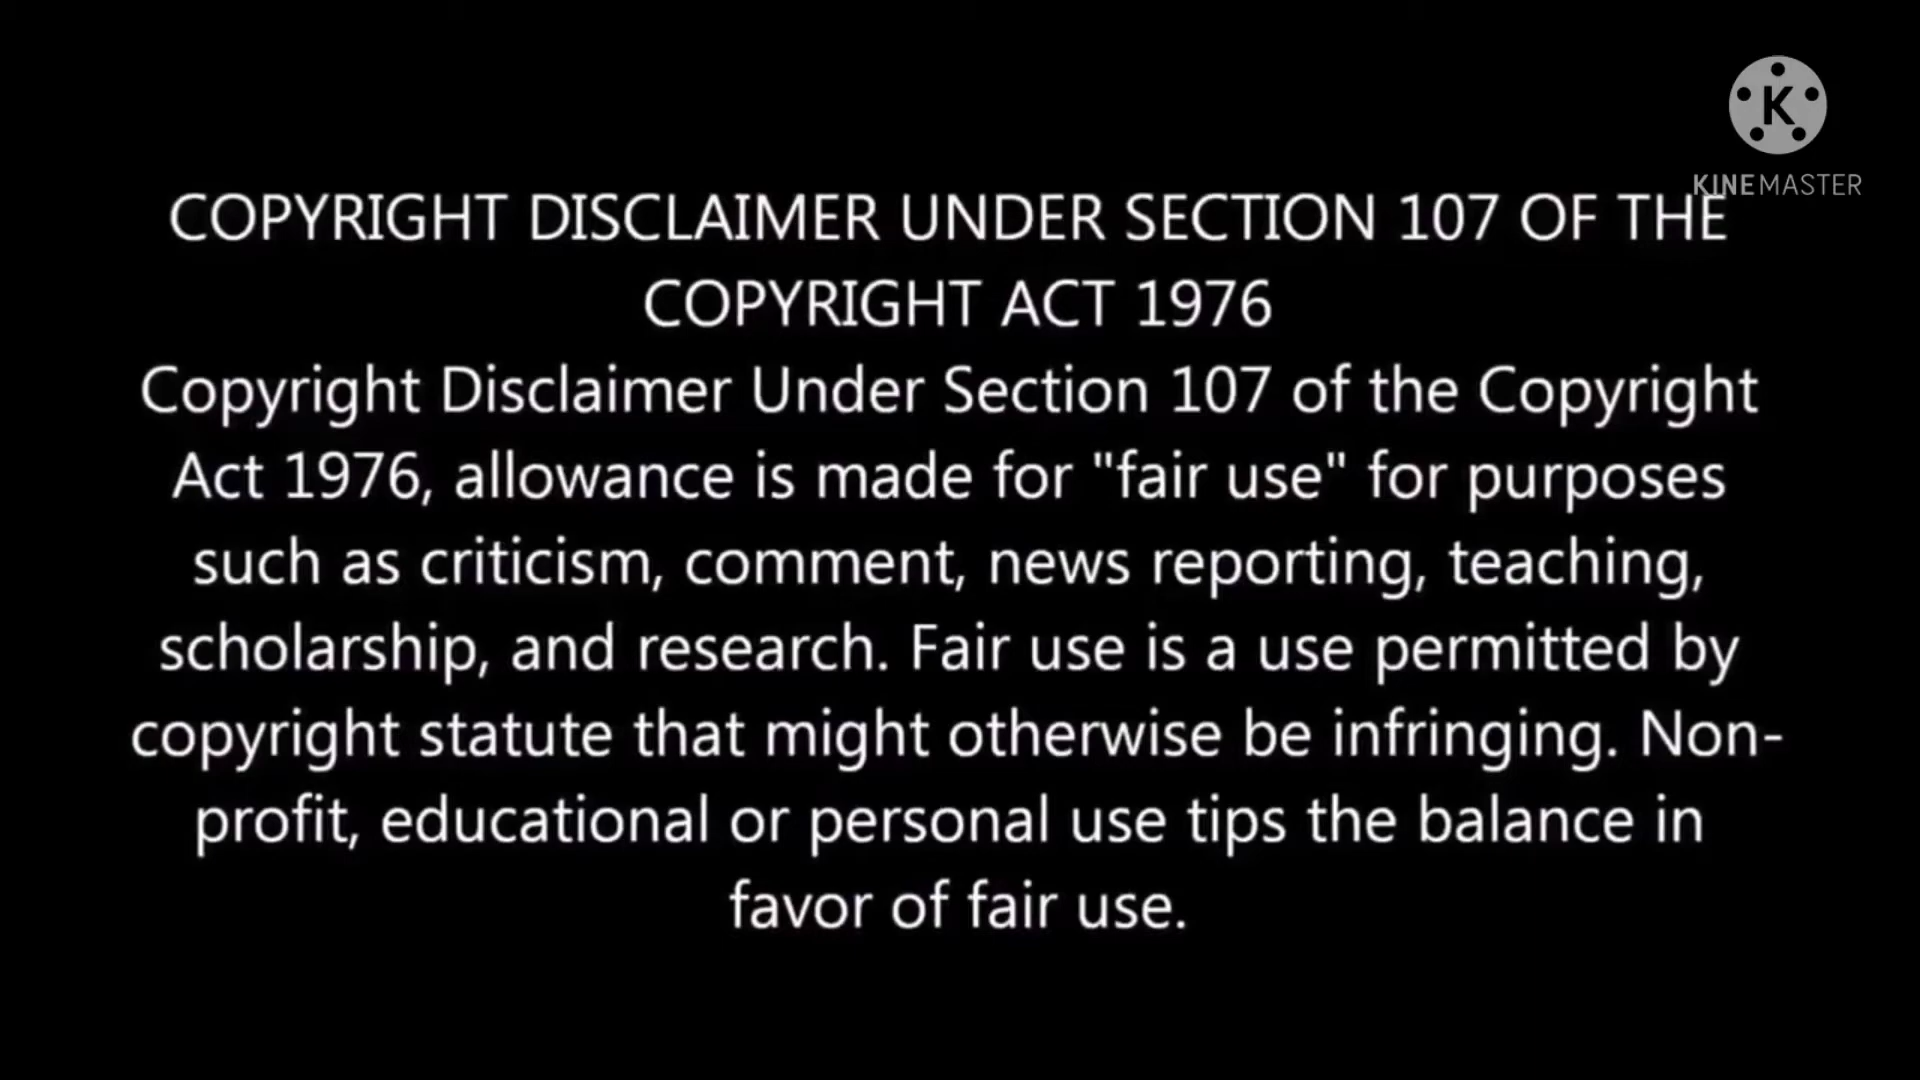 K
KINEMASTER
COPYRIGHT DISCLAIMER UNDER SECTION 107 OF THE
COPYRIGHT ACT 1976
Copyright Disclaimer Under Section 107 of the Copyright
Act 1976, allowance is made for "fair use" for purposes
such as criticism, comment, news reporting, teaching,
scholarship, and research. Fair use is a use permitted by
copyright statute that might otherwise be infringing. Non-
profit, educational or personal use tips the balance in
favor of fair use.